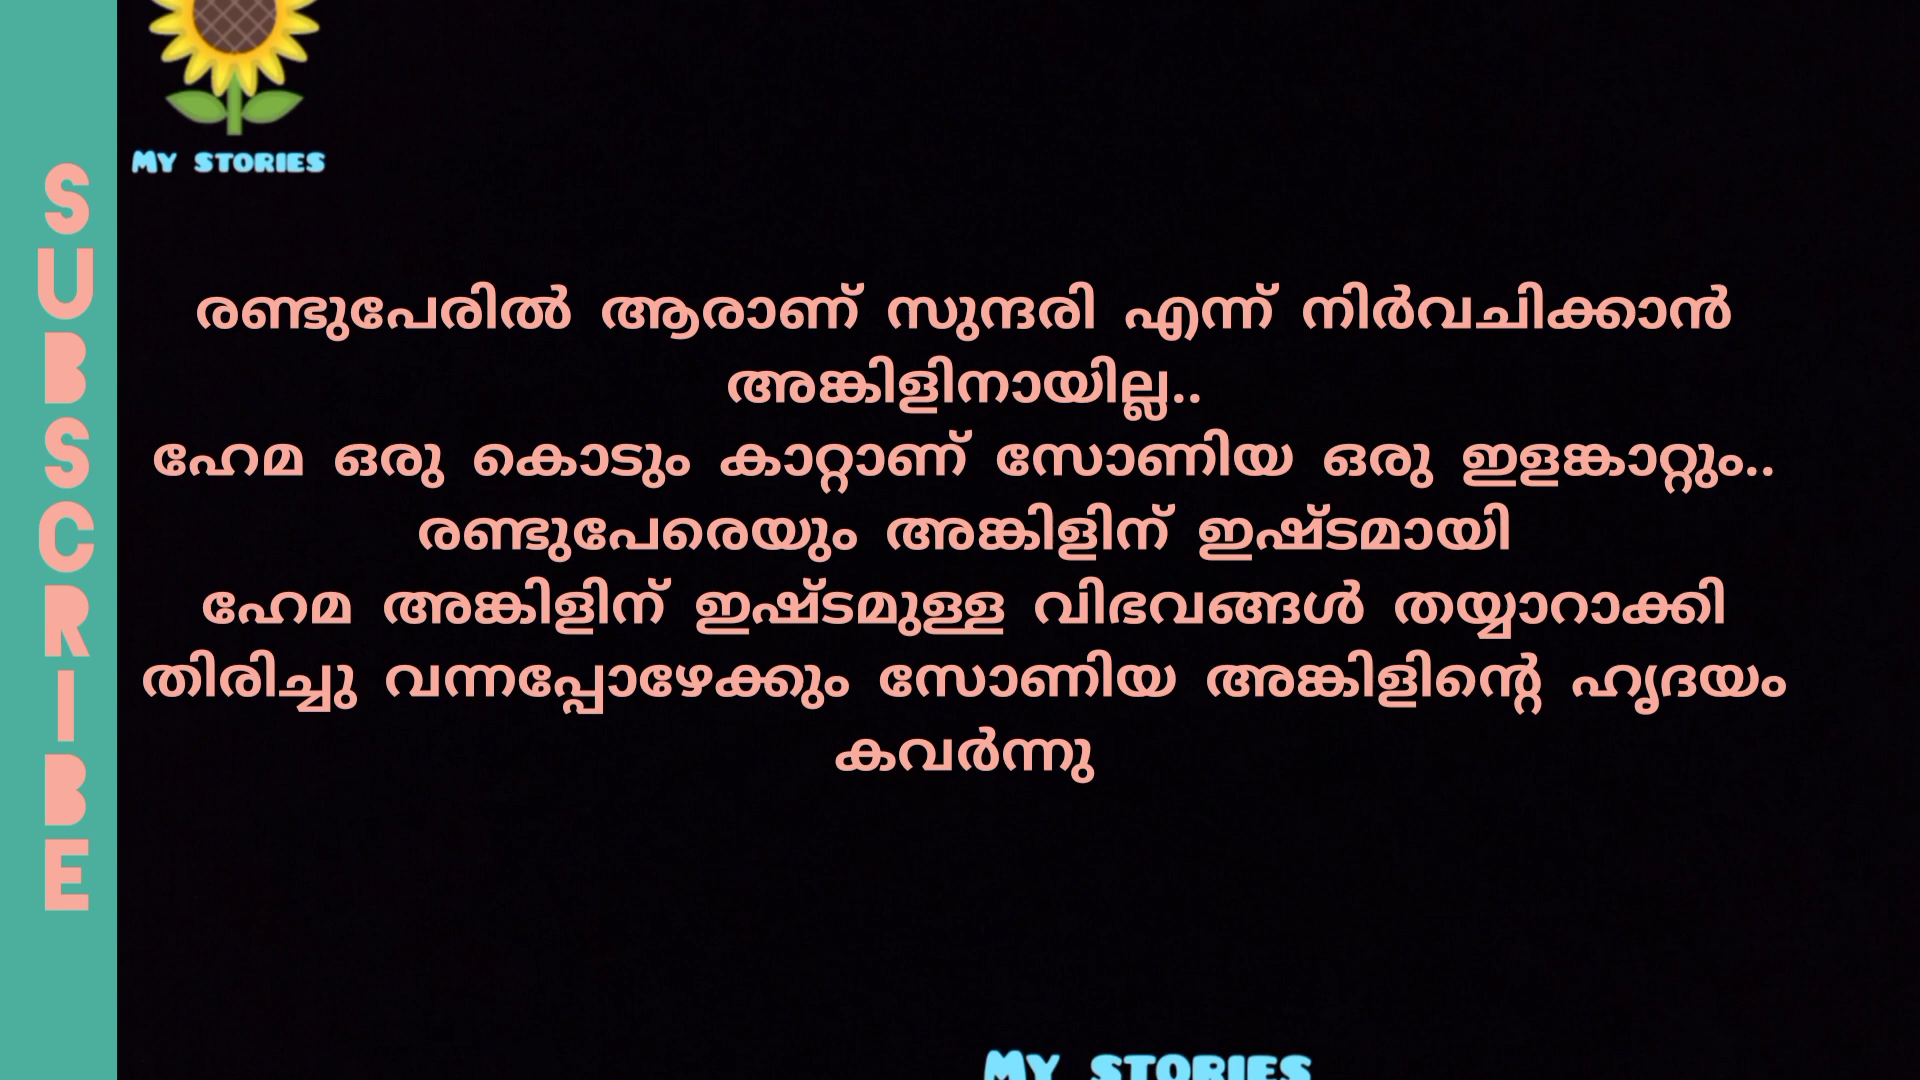 MY STORIES
SUBSCRIBE
രണ്ടുപേരിൽ ആരാണ് സുന്ദരി എന്ന് നിർവചിക്കാൻ
അങ്കിളിനായില്ല..
ഹേമ ഒരു കൊടും കാറ്റാണ് സോണിയ ഒരു ഇളങ്കാറ്റും..
രണ്ടുപേരെയും അങ്കിളിന് ഇഷ്ടമായി
ഹേമ അങ്കിളിന് ഇഷ്ടമുള്ള വിഭവങ്ങൾ തയ്യാറാക്കി
തിരിച്ചു വന്നപ്പോഴേക്കും സോണിയ അങ്കിളിന്റെ ഹൃദയം
കവർന്നു
MY STORIES